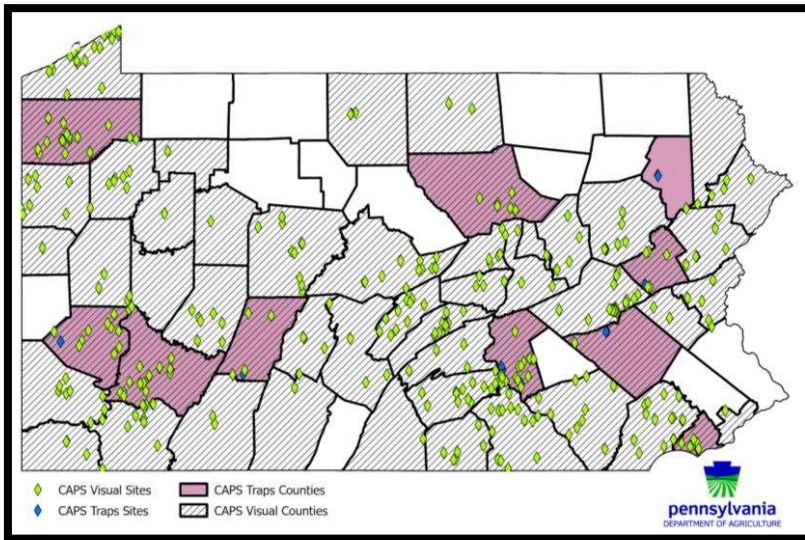 CAPS Visual Sites
CAPS Traps Counties
CAPS Traps Sites
CAPS Visual Counties
pennsylvania
DEPARTMENT OF AGRICULTURE